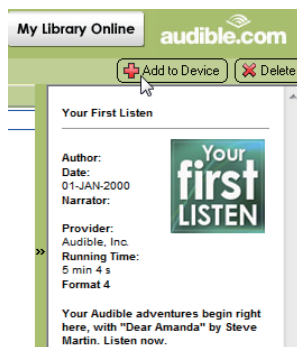 My Library Online
audible.com
Add to Device
Delete
Your First Listen
Your
first
LISTEN
Author:
Date:
01-JAN-2000
Narrator:
Provider:
Audible, Inc.
Running Time:
5 min 4 s
Format 4
»
Your Audible adventures begin right
here, with "Dear Amanda" by Steve
Martin. Listen now.